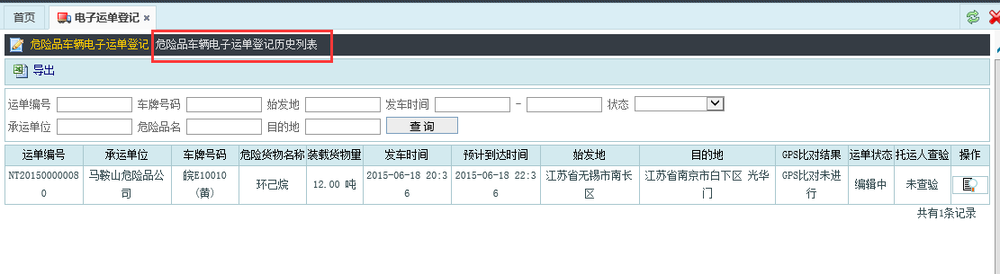 首页 电子运单登记 ×
危险品车辆电子运单登记 危险品车辆电子运单登记历史列表
导出
运单编号 车牌号码 始发地 发车时间 - 状态
承运单位 危险品名 目的地 查 询
运单编号 承运单位 车牌号码 危险货物名称 装载货物量 发车时间 预计到达时间 始发地 目的地 GPS比对结果 运单状态 托运人查验 操作
NT20150000008 马鞍山危险品公 皖E10010 环己烷 12.00 吨 2015-06-18 20:3 2015-06-18 22:3 江苏省无锡市南长 江苏省南京市白下区 光华 GPS比对未进 编辑中 未查验
0 司 (黄) 6 6 区 门 行
共有1条记录